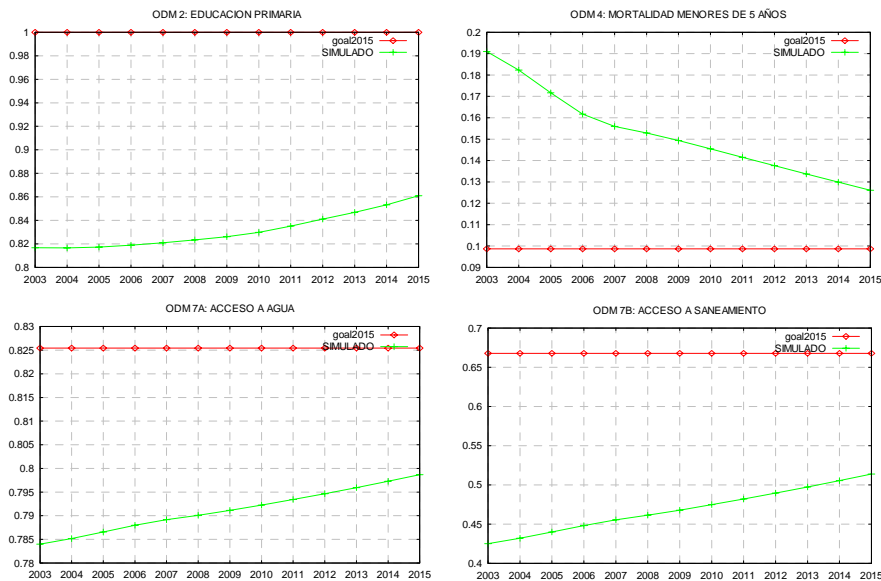 ODM 2: EDUCACION PRIMARIA
goal2015
SIMULADO
1
0.98
0.96
0.94
0.92
0.9
0.88
0.86
0.84
0.82
0.8
2003 2004 2005 2006 2007 2008 2009 2010 2011 2012 2013 2014 2015
ODM 4: MORTALIDAD MENORES DE 5 AÑOS
goal2015
SIMULADO
0.2
0.19
0.18
0.17
0.16
0.15
0.14
0.13
0.12
0.11
0.1
0.09
2003 2004 2005 2006 2007 2008 2009 2010 2011 2012 2013 2014 2015
ODM 7A: ACCESO A AGUA
goal2015
SIMULADO
0.83
0.825
0.82
0.815
0.81
0.805
0.8
0.795
0.79
0.785
0.78
2003 2004 2005 2006 2007 2008 2009 2010 2011 2012 2013 2014 2015
ODM 7B: ACCESO A SANEAMIENTO
goal2015
SIMULADO
0.7
0.65
0.6
0.55
0.5
0.45
0.4
2003 2004 2005 2006 2007 2008 2009 2010 2011 2012 2013 2014 2015